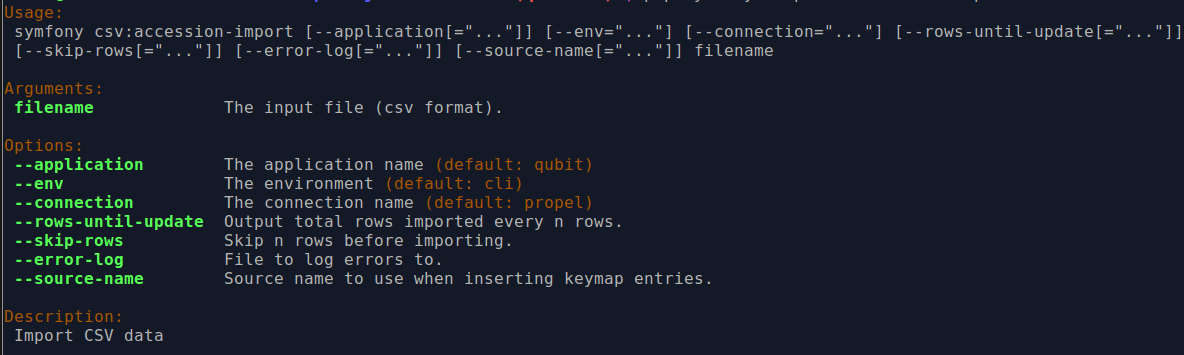 Usage:
symfony csv:accession-import [--application[="..."]] [--env="..."] [--connection="..."] [--rows-until-update[="..."]]
[--skip-rows[="..."]] [--error-log[="..."]] [--source-name[="..."]] filename
Arguments:
filename The input file (csv format).
Options:
--application The application name (default: qubit)
--env The environment (default: cli)
--connection The connection name (default: propel)
--rows-until-update Output total rows imported every n rows.
--skip-rows Skip n rows before importing.
--error-log File to log errors to.
--source-name Source name to use when inserting keymap entries.
Description:
Import CSV data